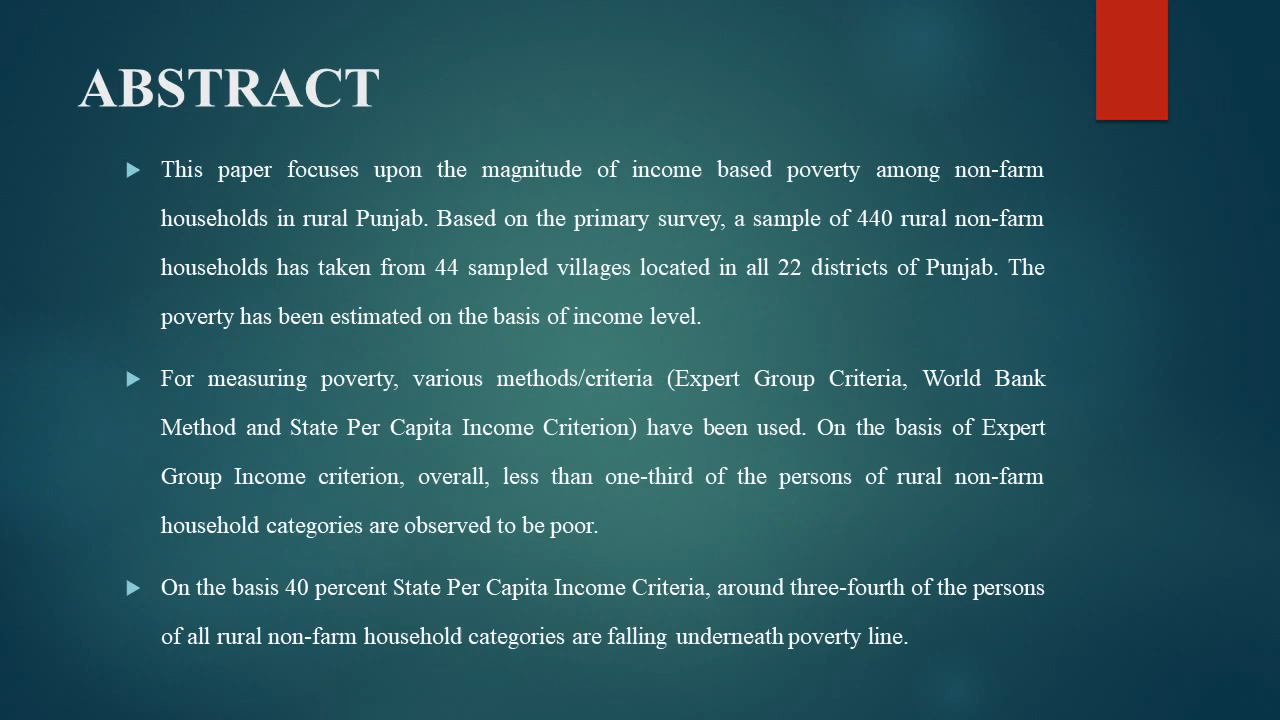 ABSTRACT
This paper focuses upon the magnitude of income based poverty among non-farm
households in rural Punjab. Based on the primary survey, a sample of 440 rural non-farm
households has taken from 44 sampled villages located in all 22 districts of Punjab. The
poverty has been estimated on the basis of income level.
For measuring poverty, various methods/criteria (Expert Group Criteria, World Bank
Method and State Per Capita Income Criterion) have been used. On the basis of Expert
Group Income criterion, overall, less than one-third of the persons of rural non-farm
household categories are observed to be poor.
On the basis 40 percent State Per Capita Income Criteria, around three-fourth of the persons
of all rural non-farm household categories are falling underneath poverty line.